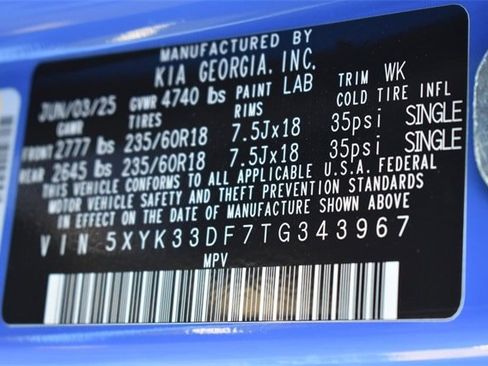 MANUFACTURED BY
KIA GEORGIA, INC.
JUN/03/25 GVWR 4740 lbs PAINT LAB TRIM WK
GAWR TIRES RIMS COLD TIRE INFL
FRONT 2777 lbs 235/60R18 7.5Jx18 35psi SINGLE
REAR 2645 lbs 235/60R18 7.5Jx18 35psi SINGLE
THIS VEHICLE CONFORMS TO ALL APPLICABLE U.S.A. FEDERAL
MOTOR VEHICLE SAFETY AND THEFT PREVENTION STANDARDS
IN EFFECT ON THE DATE OF MANUFACTURE SHOWN ABOVE
VIN 5XYK33DF7TG343967
MPV